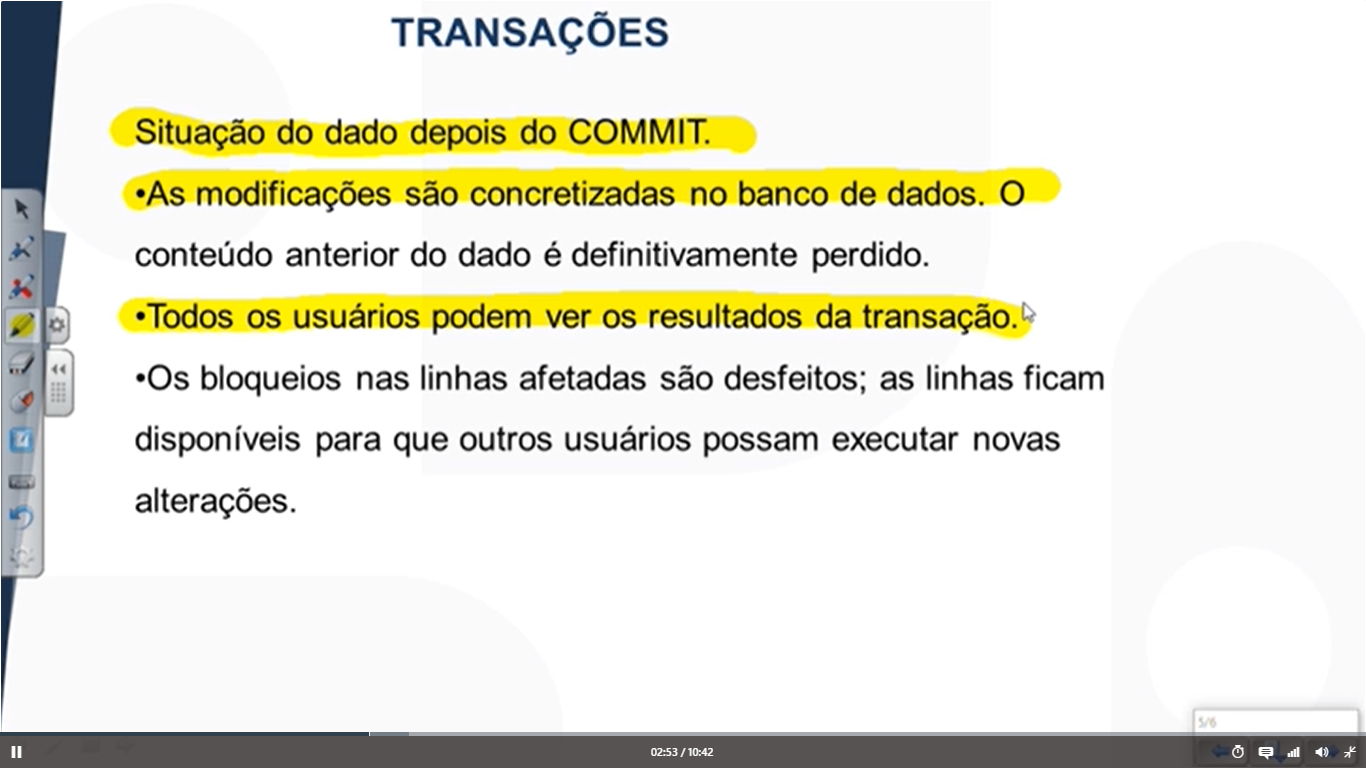 TRANSAÇÕES
Situação do dado depois do COMMIT.
•As modificações são concretizadas no banco de dados. O
conteúdo anterior do dado é definitivamente perdido.
•Todos os usuários podem ver os resultados da transação.
•Os bloqueios nas linhas afetadas são desfeitos; as linhas ficam
disponíveis para que outros usuários possam executar novas
alterações.
5/6
02:53 / 10:42